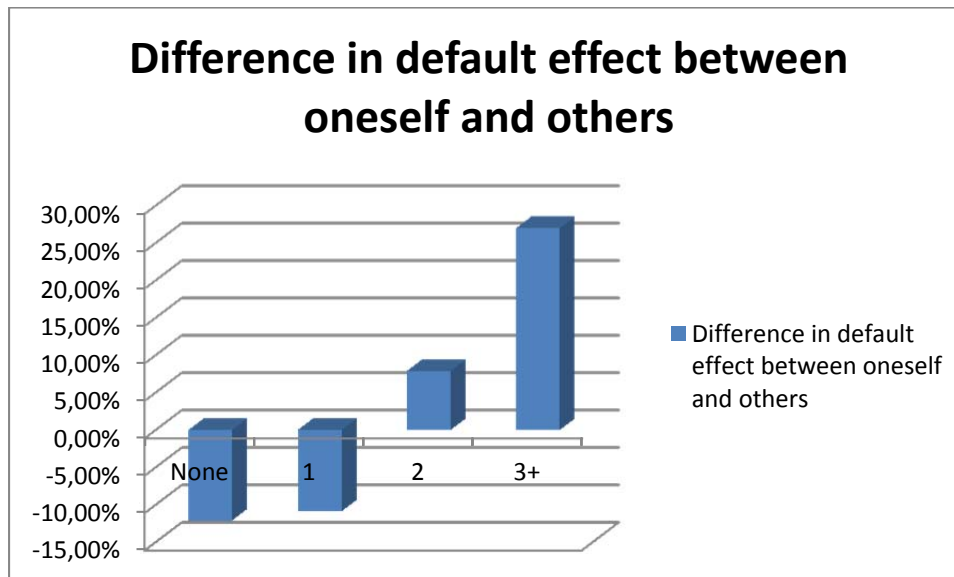 Difference in default effect between
oneself and others
30,00%
25,00%
20,00%
15,00%
10,00%
5,00%
0,00%
-5,00%
-10,00%
-15,00%
None
1
2
3+
Difference in default
effect between oneself
and others